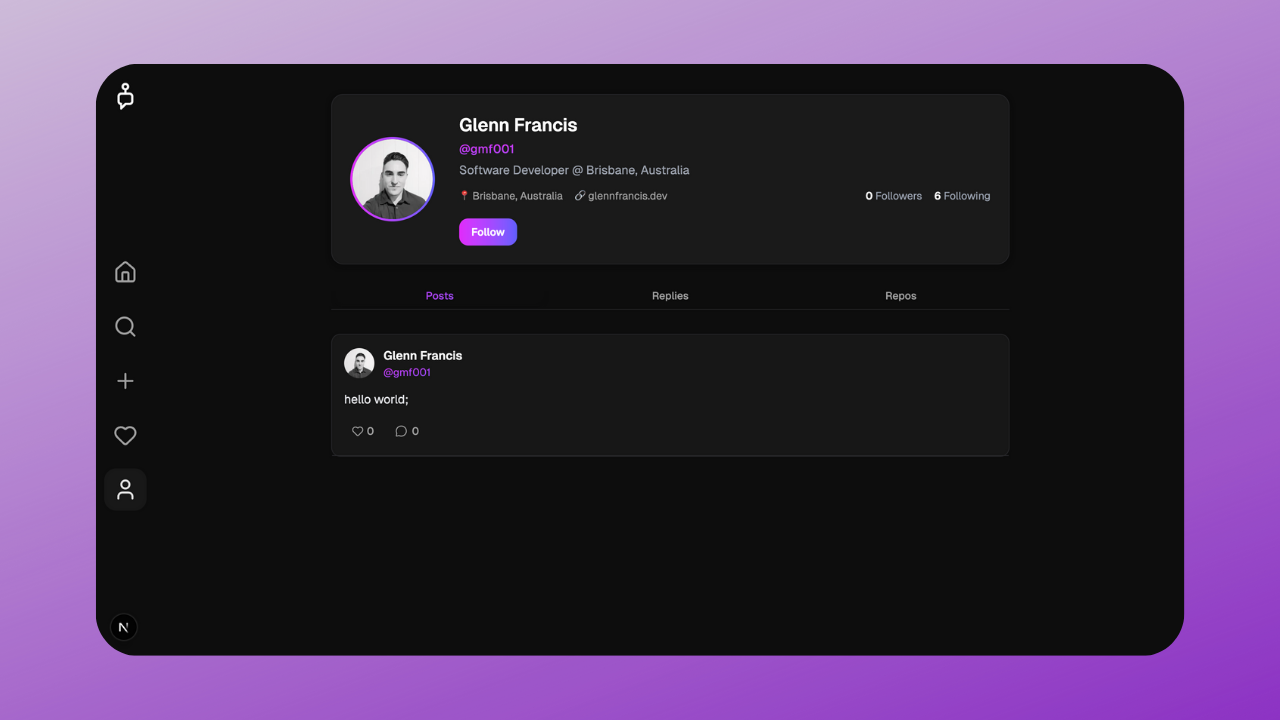 Glenn Francis
@gmf001
Software Developer @ Brisbane, Australia
Brisbane, Australia glennfrancis.dev 0 Followers 6 Following
Follow
Posts Replies Repos
Glenn Francis
@gmf001
hello world;
0 0
N